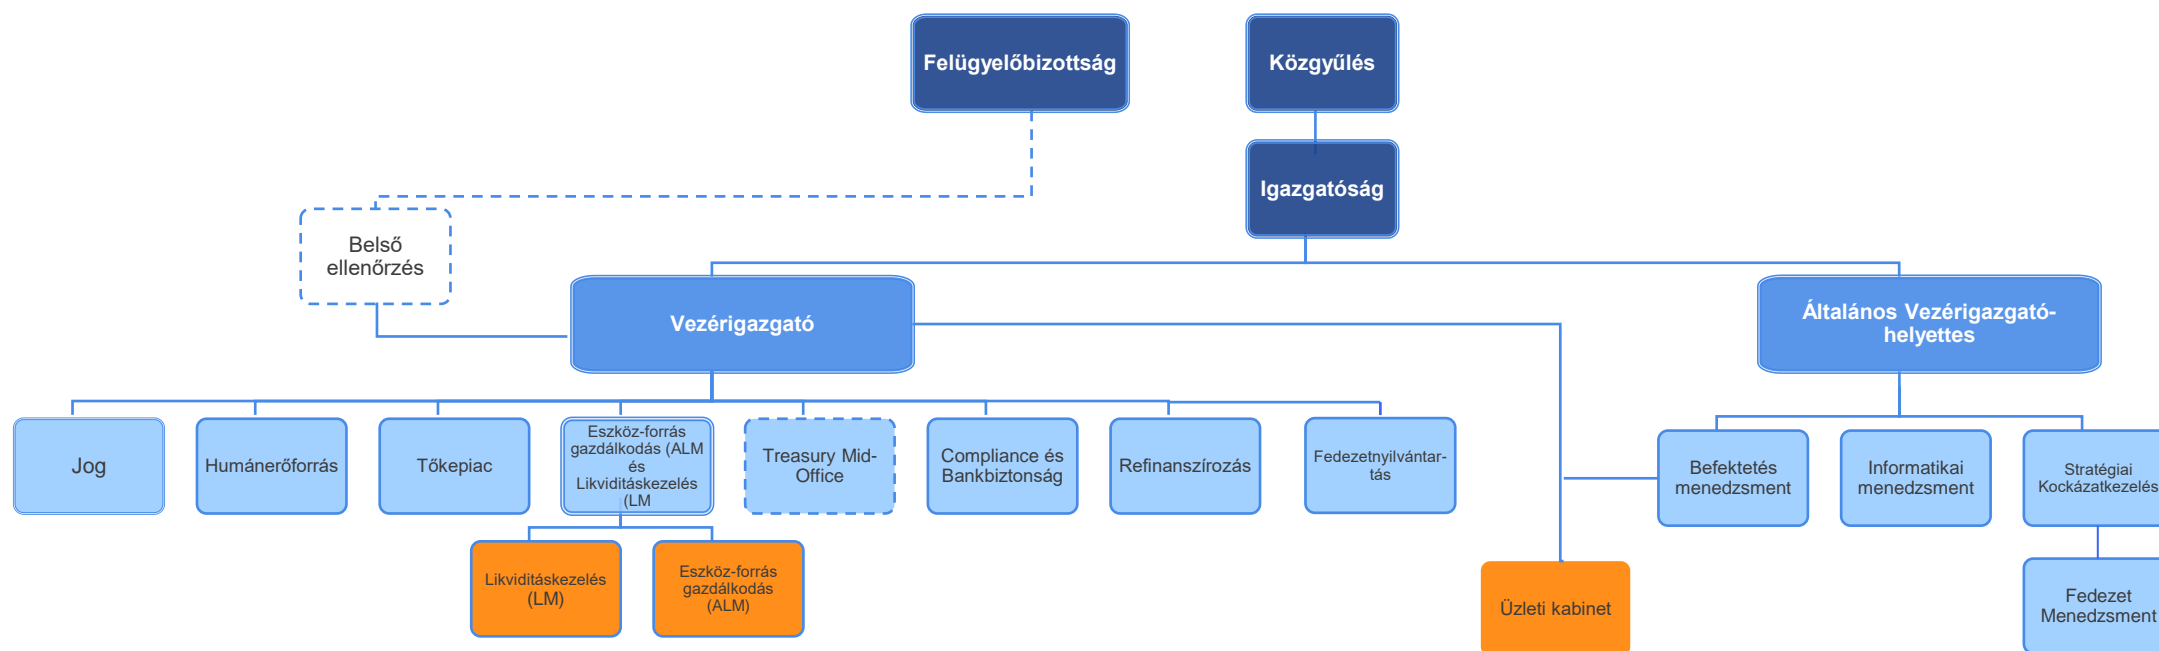 Felügyelőbizottság
Közgyűlés
Igazgatóság
Belső
ellenőrzés
Vezérigazgató
Általános Vezérigazgató-
helyettes
Jog
Humánerőforrás
Tőkepiac
Eszköz-forrás
gazdálkodás (ALM
és
Likviditáskezelés
(LM
Treasury Mid-
Office
Compliance és
Bankbiztonság
Refinanszírozás
Fedezetnyilvántar-
tás
Befektetés
menedzsment
Informatikai
menedzsment
Stratégiai
Kockázatkezelés
Likviditáskezelés
(LM)
Eszköz-forrás
gazdálkodás
(ALM)
Üzleti kabinet
Fedezet
Menedzsment